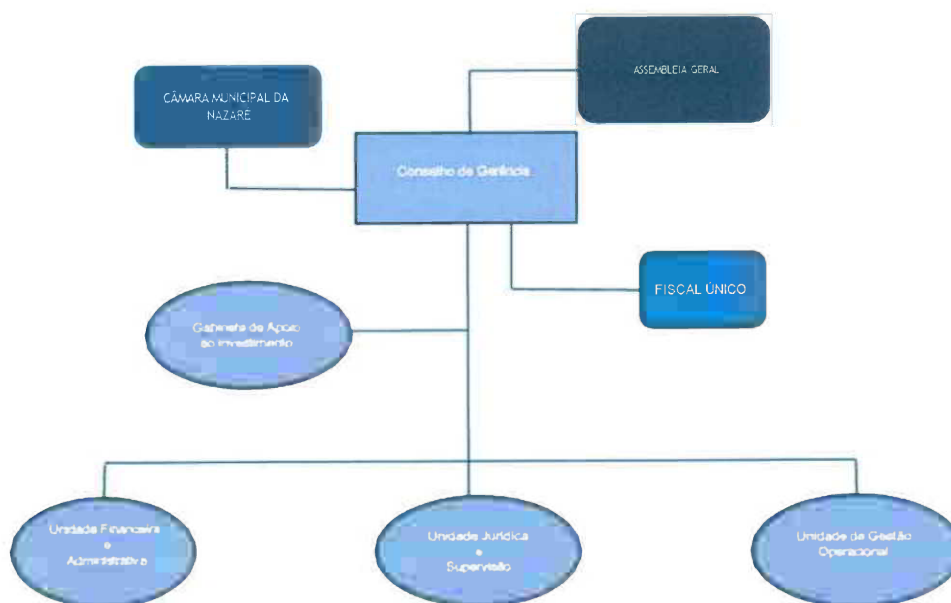 ASSEMBLEIA GERAL
CÂMARA MUNICIPAL DA
NAZARÉ
Conselho de Gerência
FISCAL ÚNICO
Gabinete de Apoio
ao Investimento
Unidade Financeira
e
Administrativa
Unidade Jurídica
e
Supervisão
Unidade de Gestão
Operacional